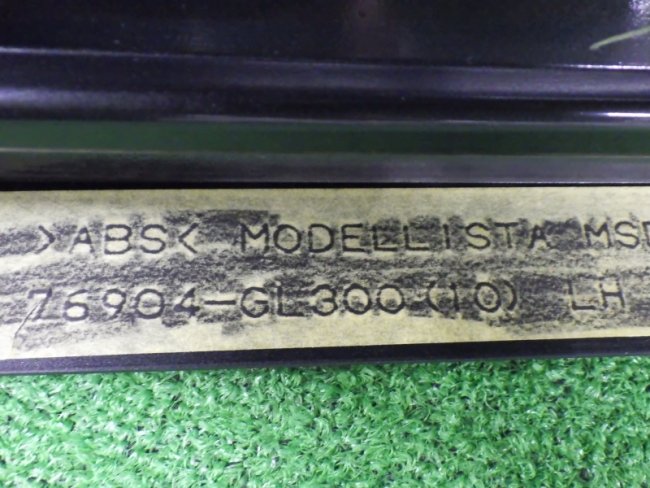 >ABS< MODELLISTA MSD
76904-GL300 (10) LH